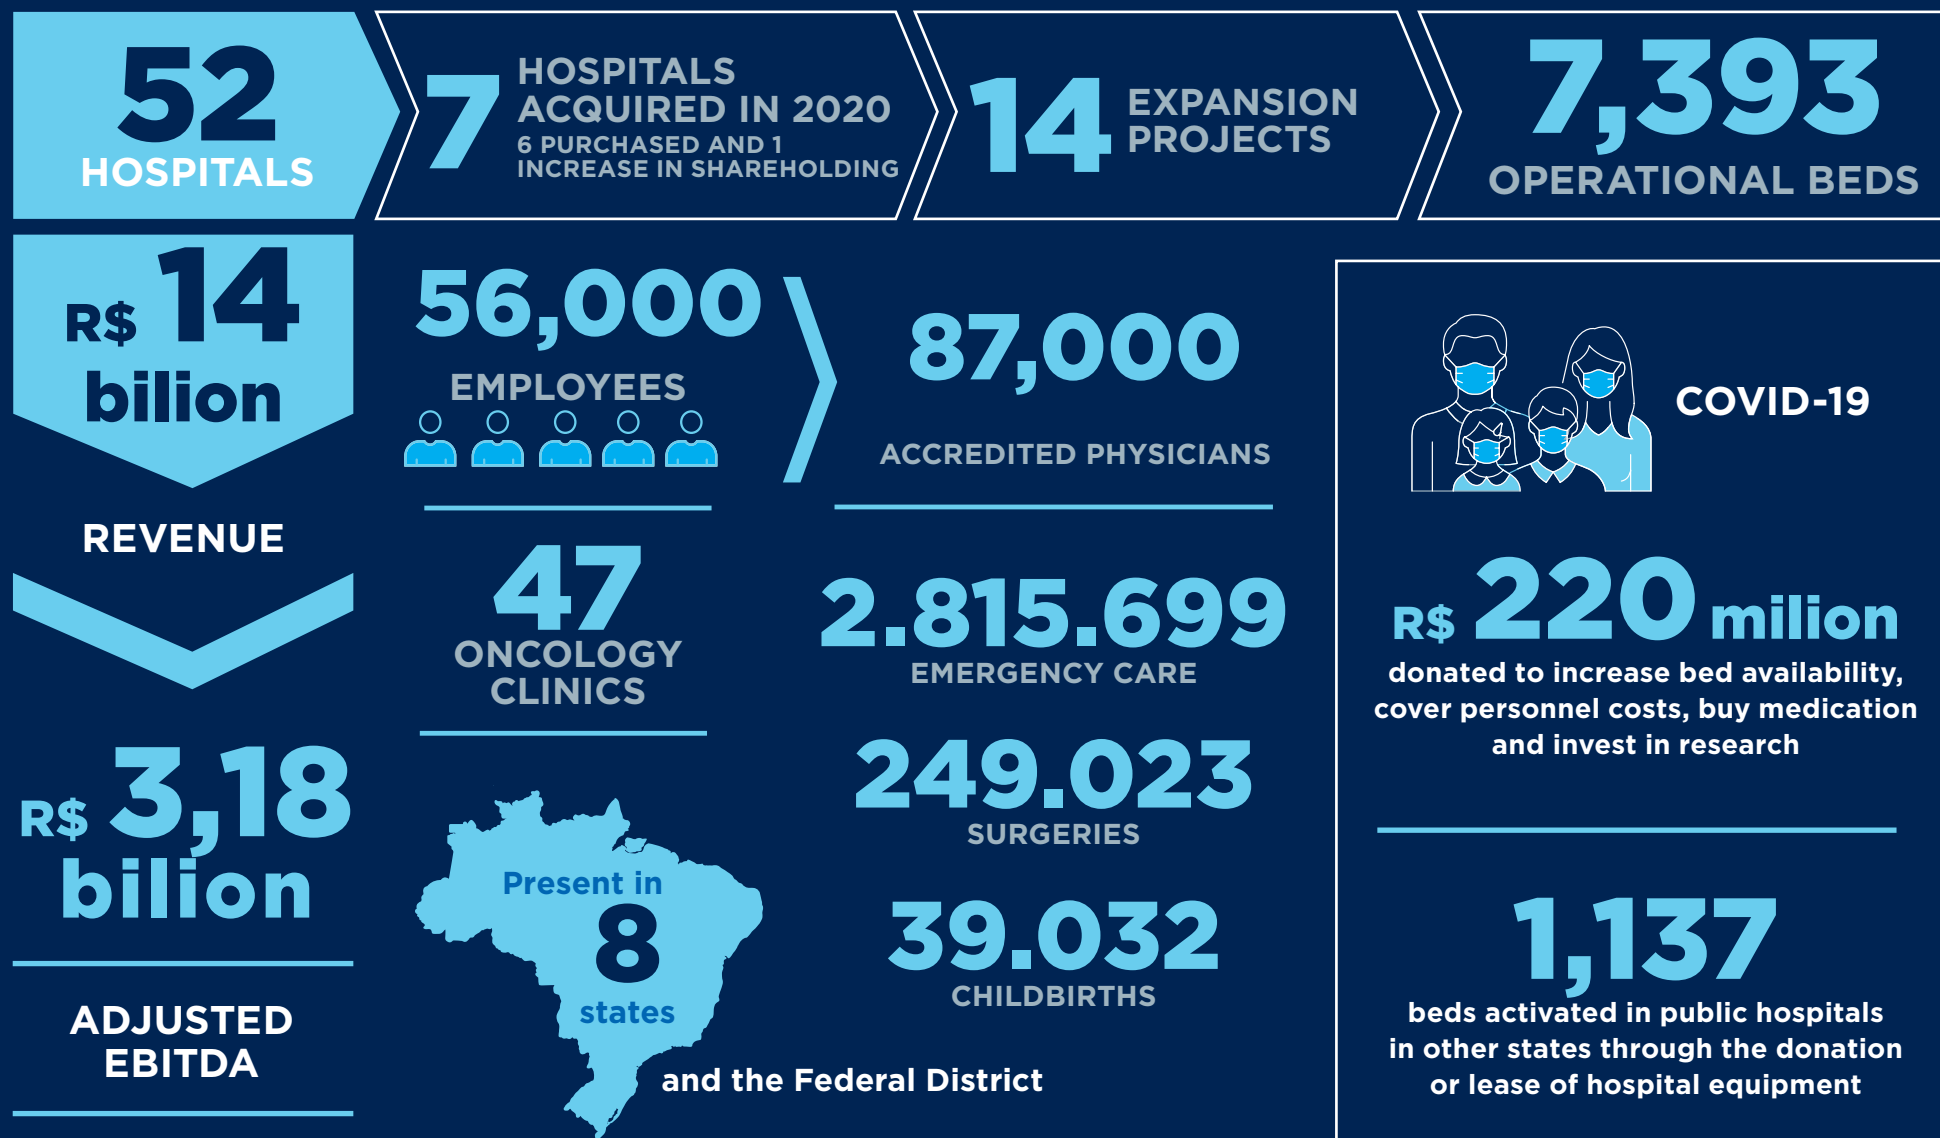 52
HOSPITALS
7
HOSPITALS
ACQUIRED IN 2020
6 PURCHASED AND 1
INCREASE IN SHAREHOLDING
14
EXPANSION
PROJECTS
7,393
OPERATIONAL BEDS
R$ 14
bilion
REVENUE
R$ 3,18
bilion
ADJUSTED
EBITDA
56,000
EMPLOYEES
87,000
ACCREDITED PHYSICIANS
47
ONCOLOGY
CLINICS
2.815.699
EMERGENCY CARE
249.023
SURGERIES
39.032
CHILDBIRTHS
Present in
8
states
and the Federal District
COVID-19
R$ 220 milion
donated to increase bed availability,
cover personnel costs, buy medication
and invest in research
1,137
beds activated in public hospitals
in other states through the donation
or lease of hospital equipment